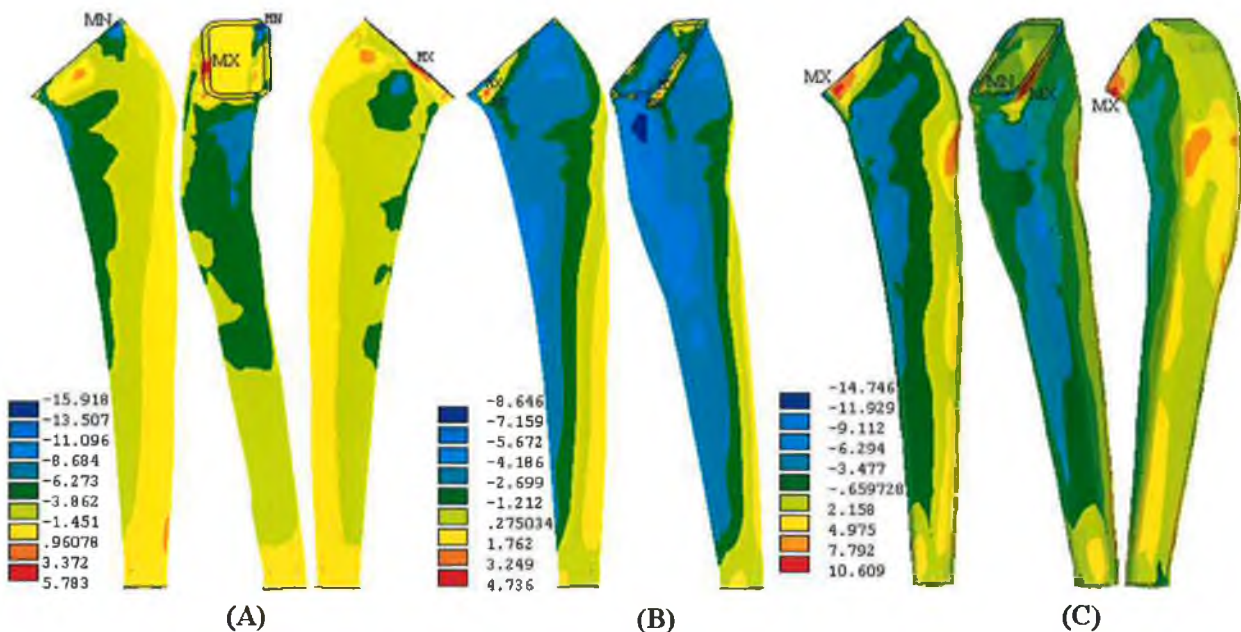 MN
MN
MX
MX
MX
MN
MX
MX
-15.918
-13.507
-11.096
-8.684
-6.273
-3.862
-1.451
.96078
3.372
5.783
(A)
-8.646
-7.159
-5.672
-4.186
-2.699
-1.212
.275034
1.762
3.249
4.736
(B)
-14.746
-11.929
-9.112
-6.294
-3.477
-.659728
2.158
4.975
7.792
10.609
(C)